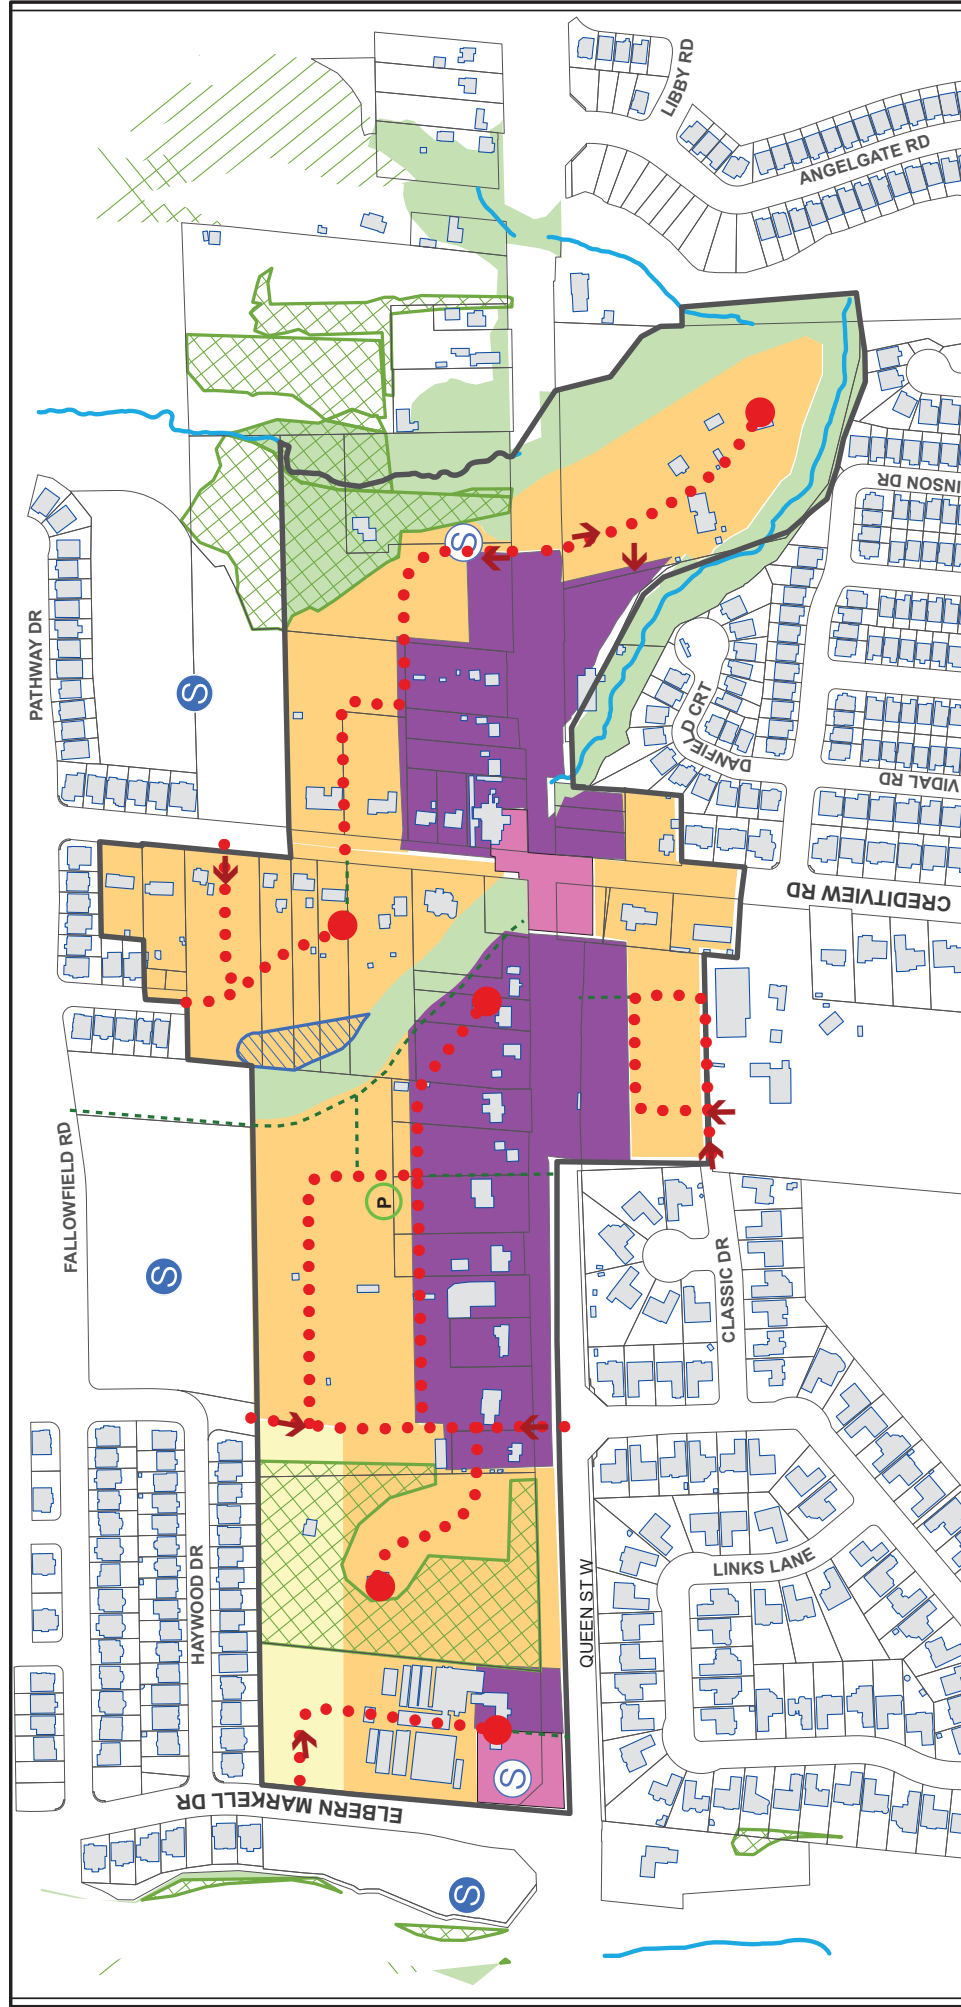 LIBBY RD
ANGELGATE RD
INSON DR
PATHWAY DR
S
S
DANFIELD CRT
VIDAL RD
CREDITVIEW RD
FALLOWFIELD RD
S
P
CLASSIC DR
HAYWOOD DR
QUEEN ST W
LINKS LANE
ELBERN MARKELL DR
S
S